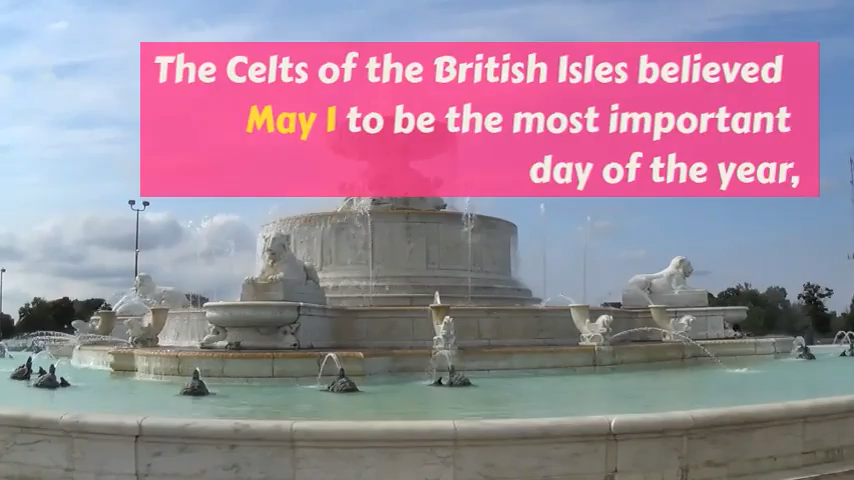 The Celts of the British Isles believed
May 1 to be the most important
day of the year,